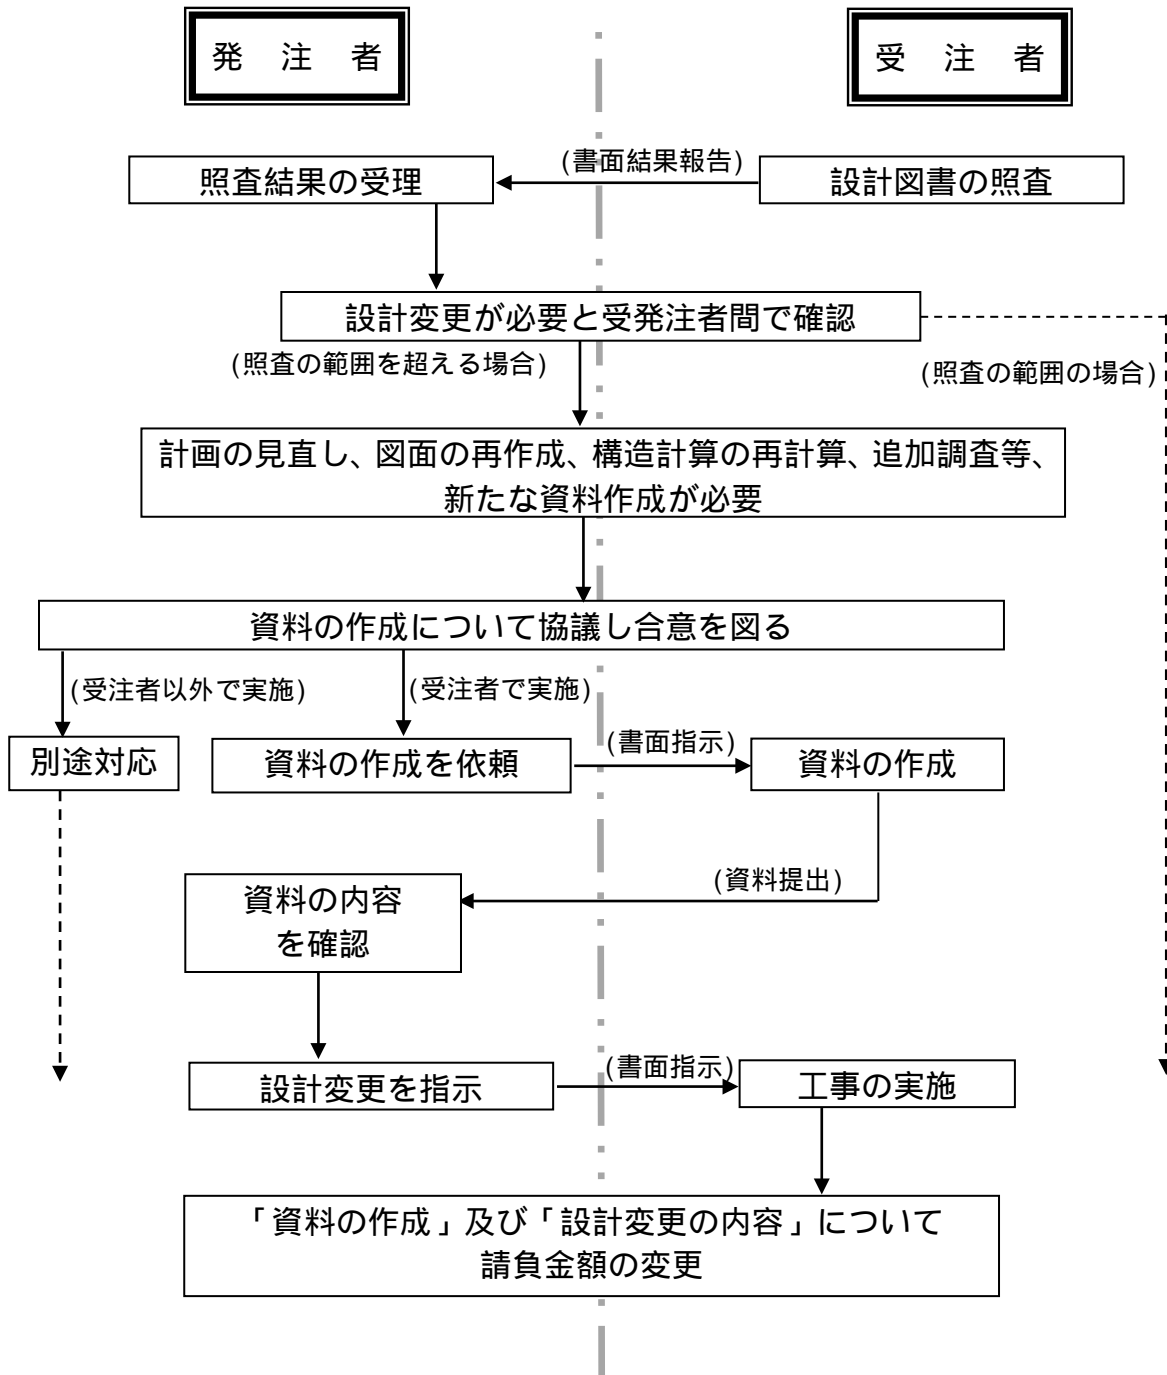 発 注 者
受 注 者
(書面結果報告)
照査結果の受理
設計図書の照査
設計変更が必要と受発注者間で確認
(照査の範囲を超える場合)
(照査の範囲の場合)
計画の見直し、図面の再作成、構造計算の再計算、追加調査等、
新たな資料作成が必要
資料の作成について協議し合意を図る
(受注者以外で実施)
(受注者で実施)
(書面指示)
別途対応
資料の作成を依頼
資料の作成
(資料提出)
資料の内容
を確認
(書面指示)
設計変更を指示
工事の実施
「資料の作成」及び「設計変更の内容」について
請負金額の変更